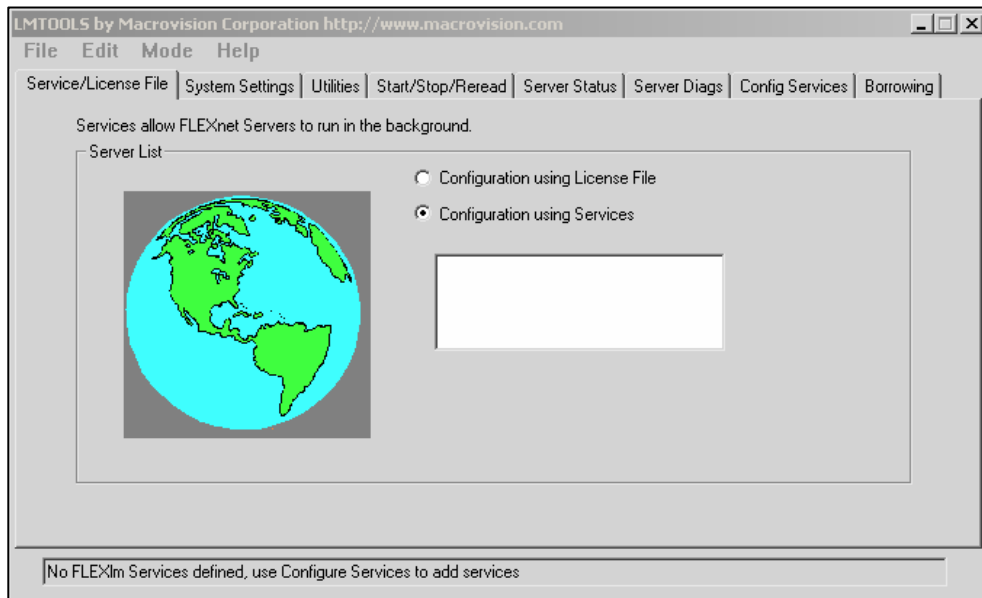 LMTOOLS by Macrovision Corporation http://www.macrovision.com
File Edit Mode Help
Service/License File System Settings Utilities Start/Stop/Reread Server Status Server Diags Config Services Borrowing
Services allow FLEXnet Servers to run in the background.
Server List
Configuration using License File
Configuration using Services
No FLEXlm Services defined, use Configure Services to add services